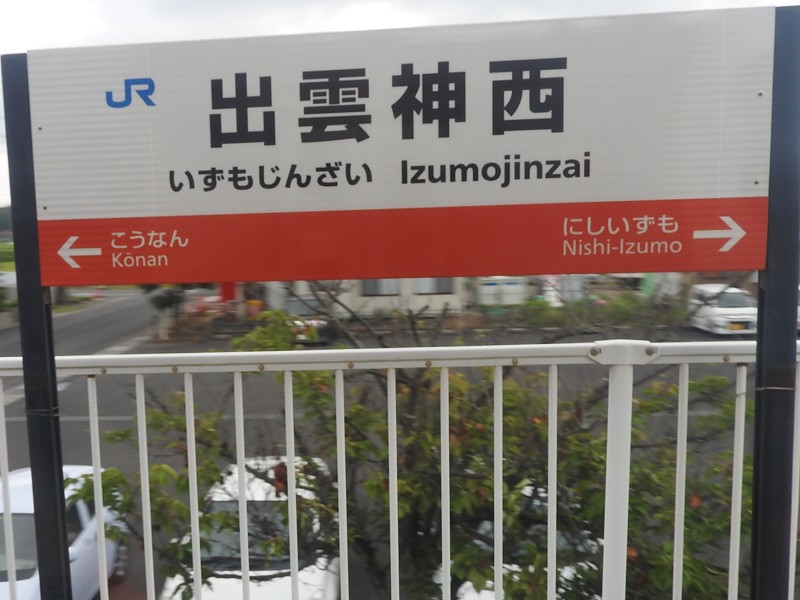 JR
出雲神西
いずもじんざい Izumojinzai
← こうなん
Kōnan
にしいずも →
Nishi-Izumo